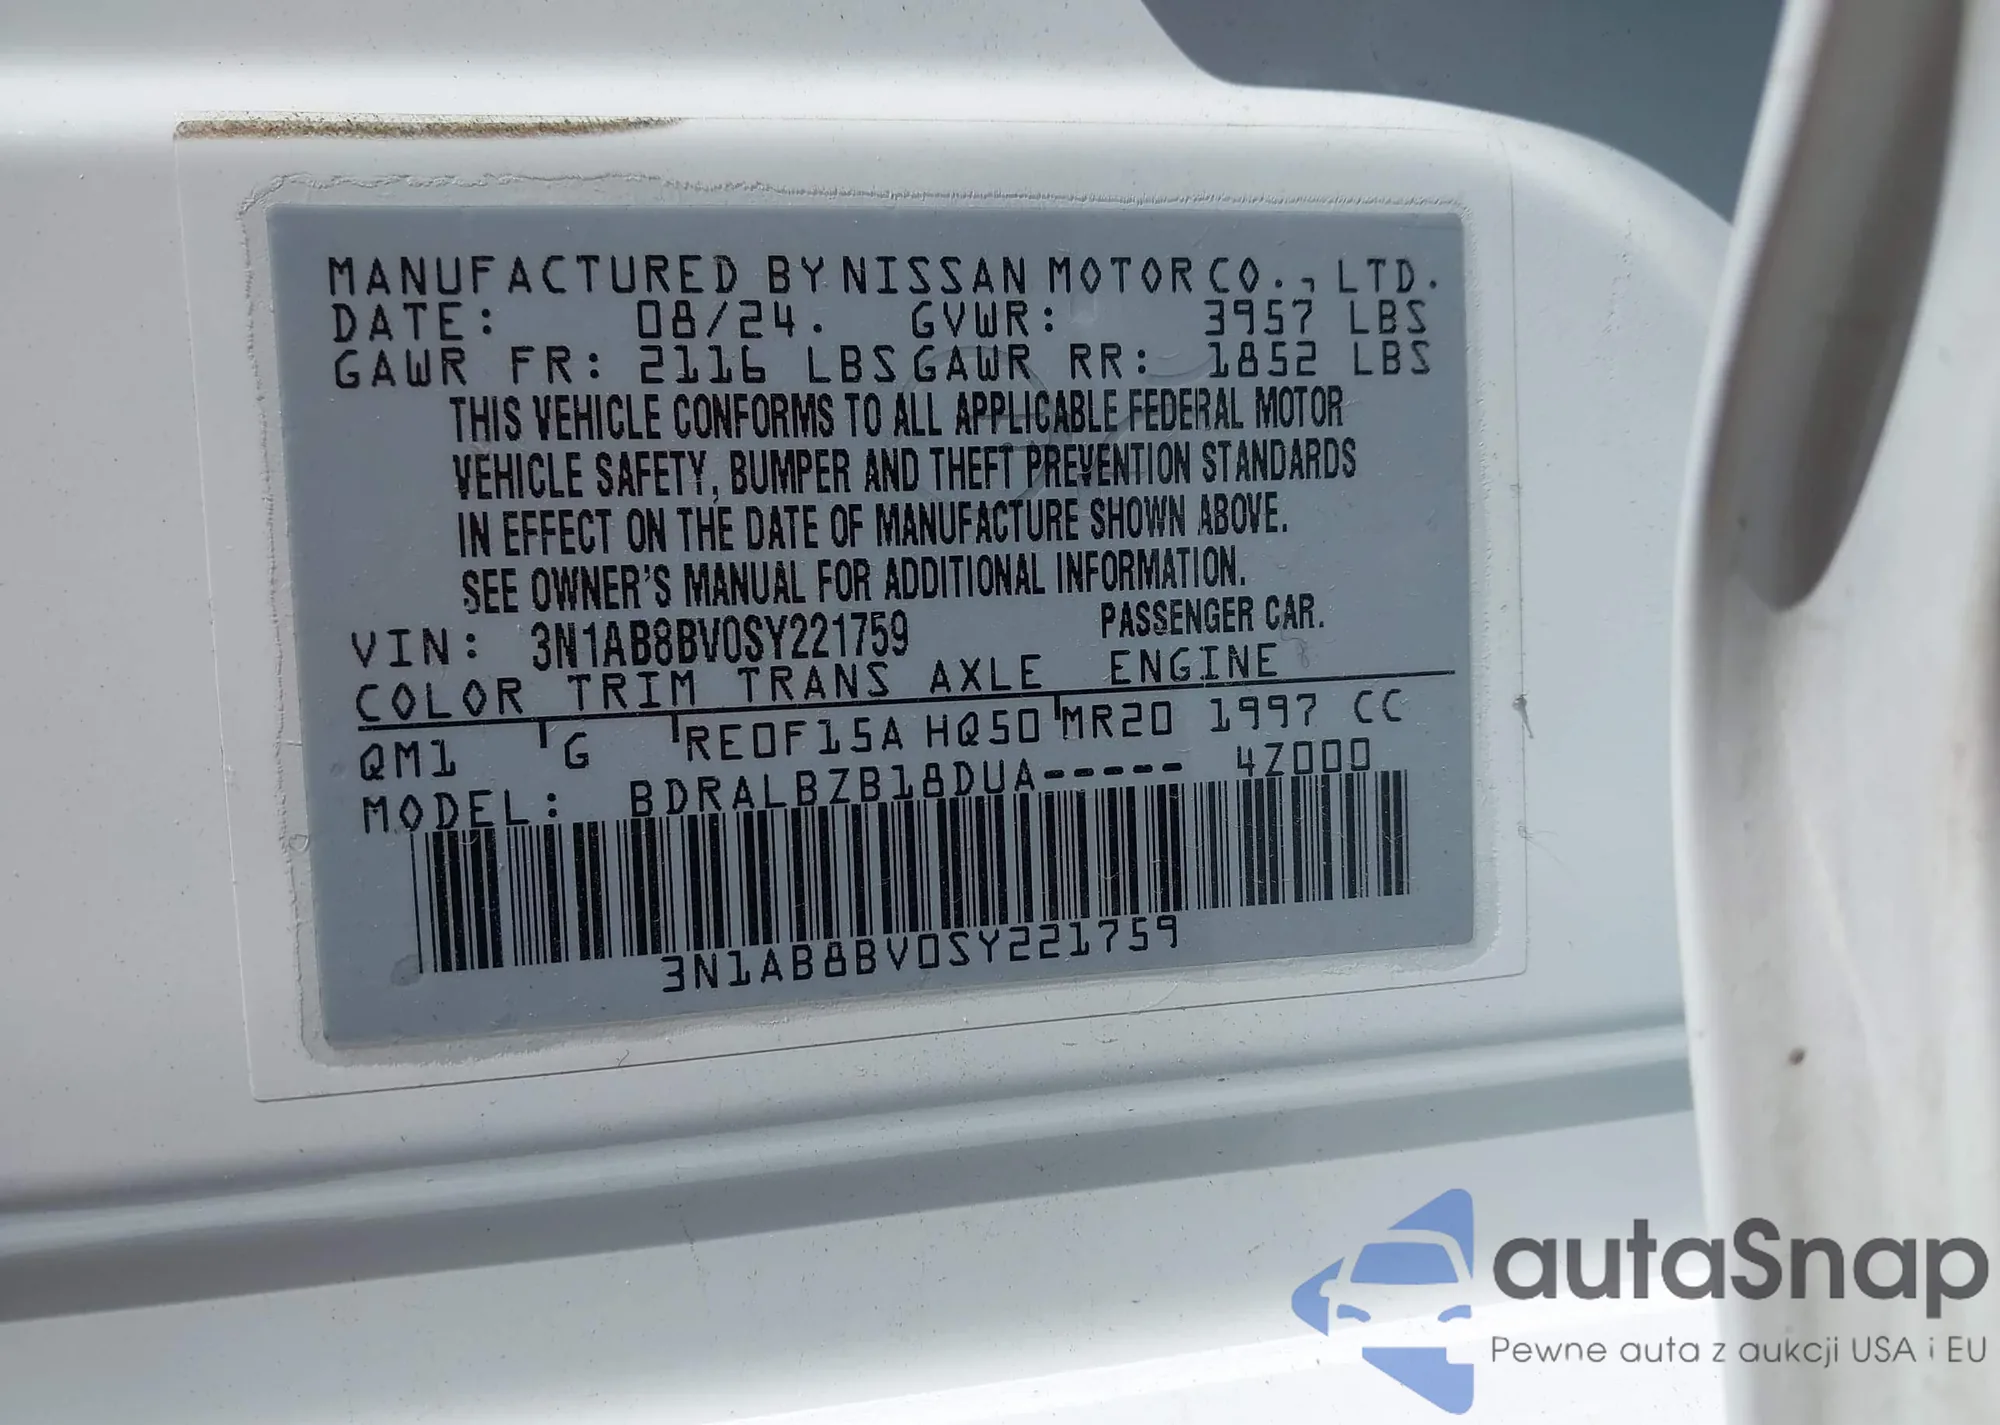 MANUFACTURED BY NISSAN MOTOR CO., LTD.
DATE: 08/24. GVWR: 3957 LBS
GAWR FR: 2116 LBS GAWR RR: 1852 LBS
THIS VEHICLE CONFORMS TO ALL APPLICABLE FEDERAL MOTOR
VEHICLE SAFETY, BUMPER AND THEFT PREVENTION STANDARDS
IN EFFECT ON THE DATE OF MANUFACTURE SHOWN ABOVE.
SEE OWNER'S MANUAL FOR ADDITIONAL INFORMATION.
VIN: 3N1AB8BV0SY221759 PASSENGER CAR.
COLOR TRIM TRANS AXLE ENGINE
QM1 G RE0F15A HQ50 MR20 1997 CC
MODEL: BDRALBZB18DUA----- 4Z000
3N1AB8BV0SY221759
autaSnap
Pewne auta z aukcji USA i EU